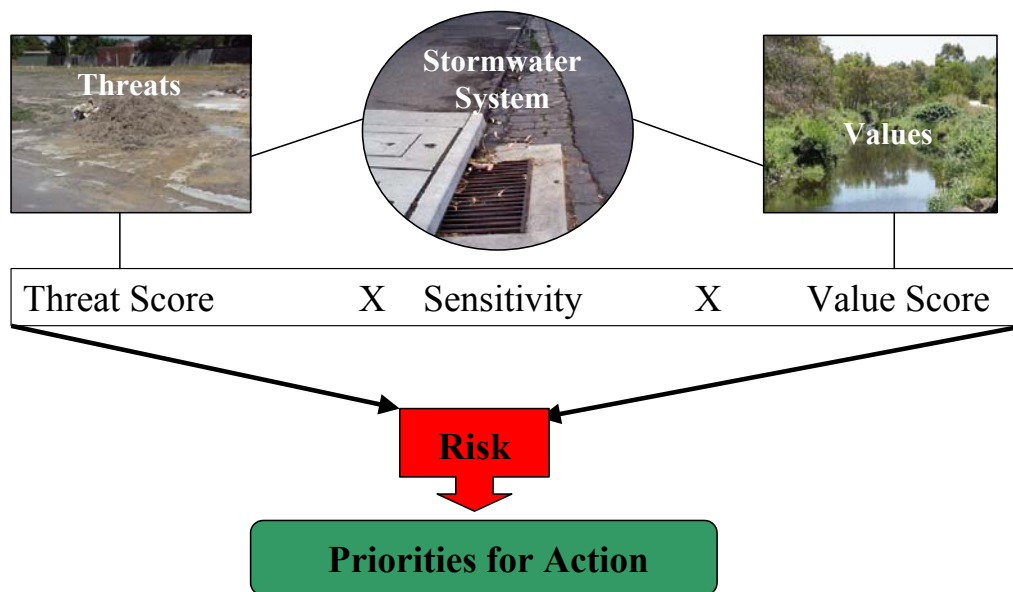 Threats
Stormwater
System
Values
Threat Score X Sensitivity X Value Score
Risk
Priorities for Action